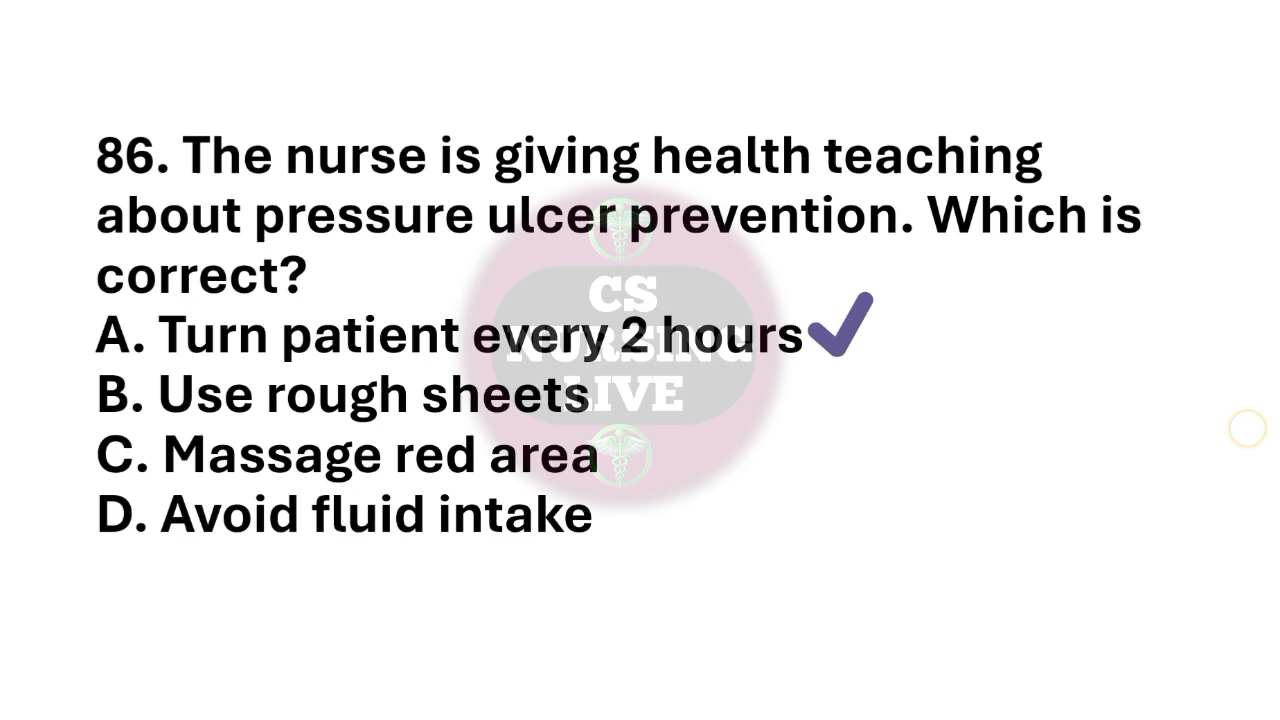 86. The nurse is giving health teaching
about pressure ulcer prevention. Which is
correct?
A. Turn patient every 2 hours
B. Use rough sheets
C. Massage red area
D. Avoid fluid intake
CS
NURSING
LIVE